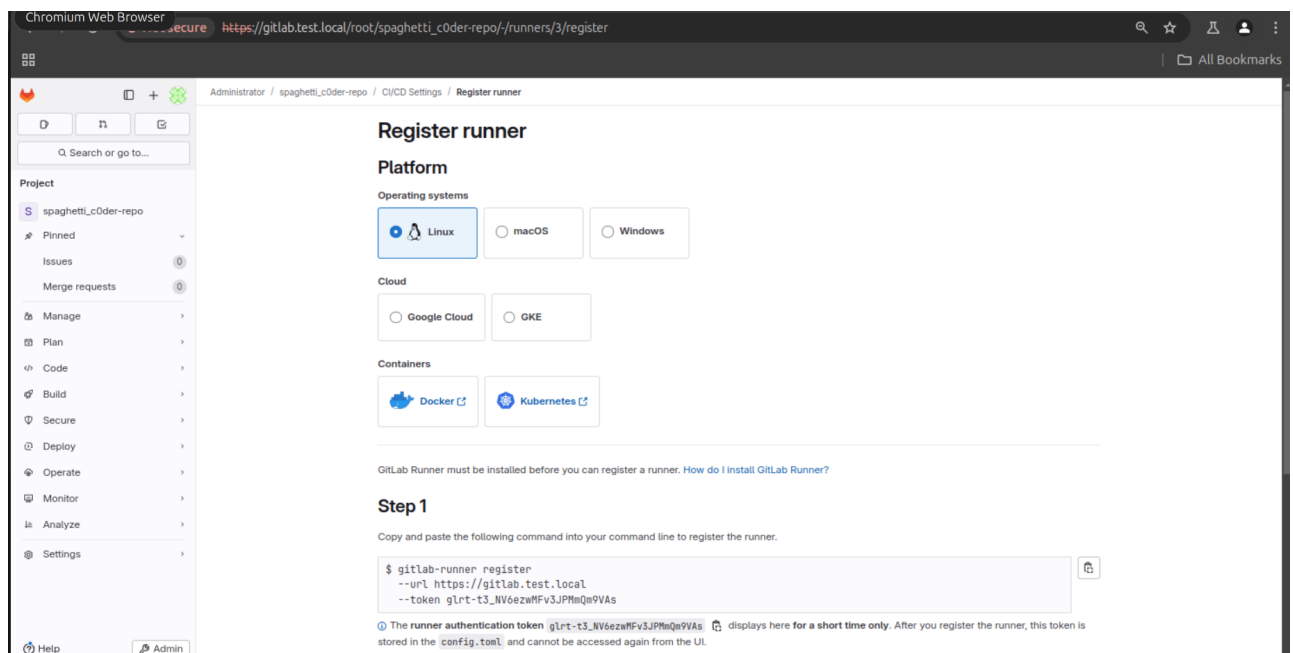 Chromium Web Browser
secure https://gitlab.test.local/root/spaghetti_c0der-repo/-/runners/3/register
All Bookmarks
Administrator / spaghetti_c0der-repo / CI/CD Settings / Register runner
Search or go to...
Project
S spaghetti_c0der-repo
Pinned
Issues 0
Merge requests 0
Manage
Plan
Code
Build
Secure
Deploy
Operate
Monitor
Analyze
Settings
Help
Admin
Register runner
Platform
Operating systems
Linux
macOS
Windows
Cloud
Google Cloud
GKE
Containers
Docker
Kubernetes
GitLab Runner must be installed before you can register a runner. How do I install GitLab Runner?
Step 1
Copy and paste the following command into your command line to register the runner.
$ gitlab-runner register
--url https://gitlab.test.local
--token glrt-t3_NV6ezwMFv3JPMmQm9VAs
The runner authentication token glrt-t3_NV6ezwMFv3JPMmQm9VAs displays here for a short time only. After you register the runner, this token is
stored in the config.toml and cannot be accessed again from the UI.